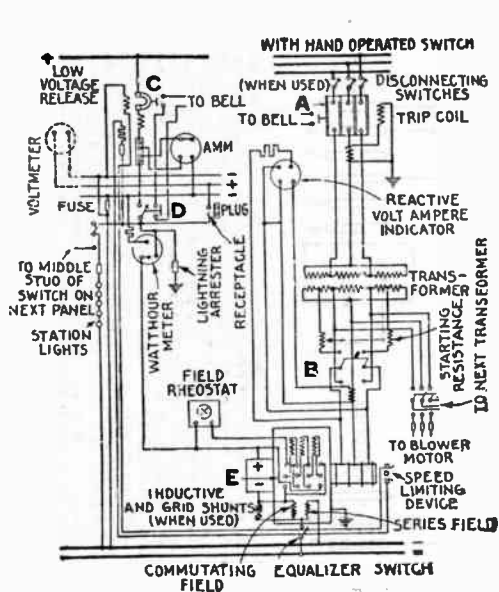 WITH HAND OPERATED SWITCH
+
LOW
VOLTAGE
RELEASE
C
TO BELL
(WHEN USED)
DISCONNECTING
SWITCHES
A
TO BELL
TRIP COIL
VOLTMETER
AMM
-
+
+
FUSE
D
PLUG
REACTIVE
VOLT AMPERE
INDICATOR
TO MIDDLE
STUD OF
SWITCH ON
NEXT PANEL
STATION
LIGHTS
WATTHOUR
METER
LIGHTNING
ARRESTER
RECEPTACLE
TRANS-
FORMER
STARTING
RESISTANCE
B
FIELD
RHEOSTAT
TO NEXT TRANSFORMER
TO BLOWER
MOTOR
E
+
-
SPEED
LIMITING
DEVICE
INDUCTIVE
AND GRID SHUNTS
(WHEN USED)
SERIES FIELD
COMMUTATING
FIELD
EQUALIZER SWITCH